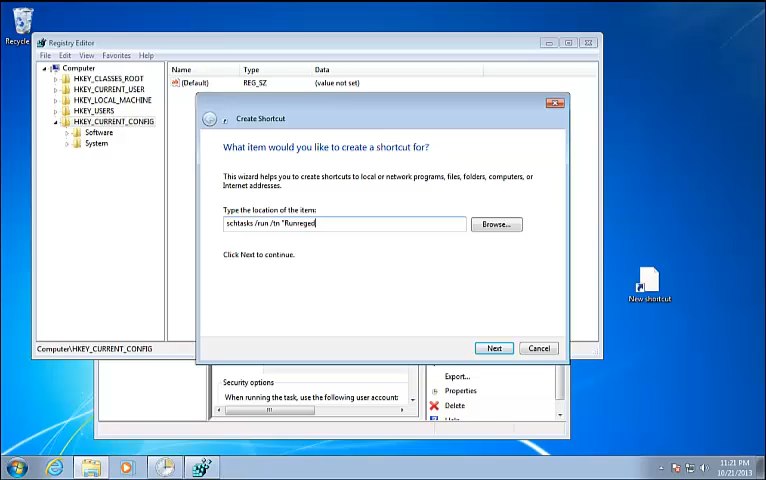 Recycle
Registry Editor
File Edit View Favorites Help
Computer
HKEY_CLASSES_ROOT
HKEY_CURRENT_USER
HKEY_LOCAL_MACHINE
HKEY_USERS
HKEY_CURRENT_CONFIG
Software
System
Name Type Data
(Default) REG_SZ (value not set)
Create Shortcut
What item would you like to create a shortcut for?
This wizard helps you to create shortcuts to local or network programs, files, folders, computers, or
Internet addresses.
Type the location of the item:
schtasks /run /tn "Runreged
Browse...
Click Next to continue.
Next Cancel
New shortcut
Computer\HKEY_CURRENT_CONFIG
Security options
When running the task, use the following user account:
Export...
Properties
Delete
11:21 PM
10/21/2013